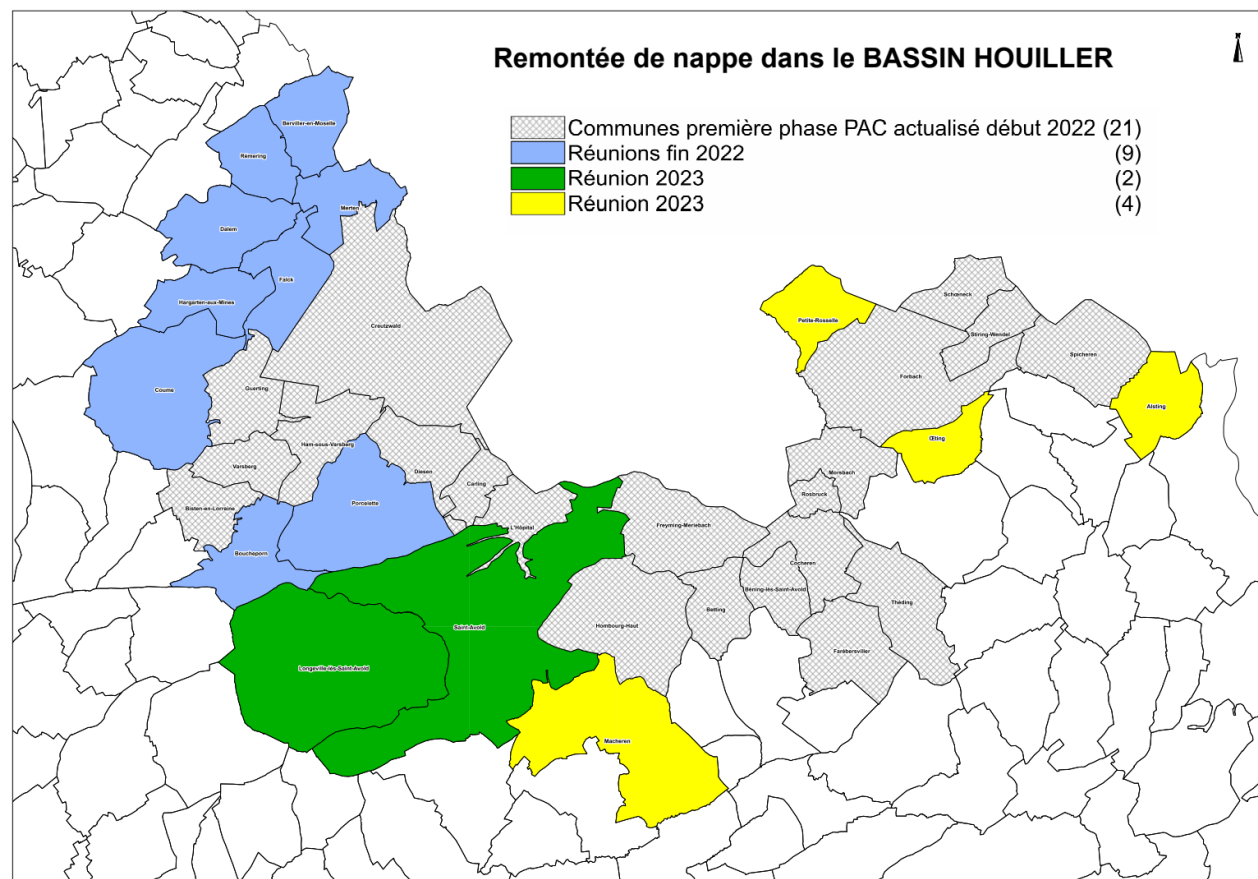 Remontée de nappe dans le BASSIN HOUILLER
Communes première phase PAC actualisé début 2022 (21)
Réunions fin 2022 (9)
Réunion 2023 (2)
Réunion 2023 (4)
Berviller-en-Moselle
Rémering
Merten
Dalem
Falck
Hargarten-aux-Mines
Creutzwald
Coume
Guerting
Ham-sous-Varsberg
Varsberg
Diesen
Carling
Bisten-en-Lorraine
Porcelette
L'Hôpital
Boucheporn
Freyming-Merlebach
Petite-Rosselle
Schœneck
Stiring-Wendel
Spicheren
Forbach
Alsting
Œting
Morsbach
Rosbruck
Cocheren
Béning-lès-Saint-Avold
Théding
Betting
Hombourg-Haut
Saint-Avold
Farébersviller
Longeville-lès-Saint-Avold
Macheren